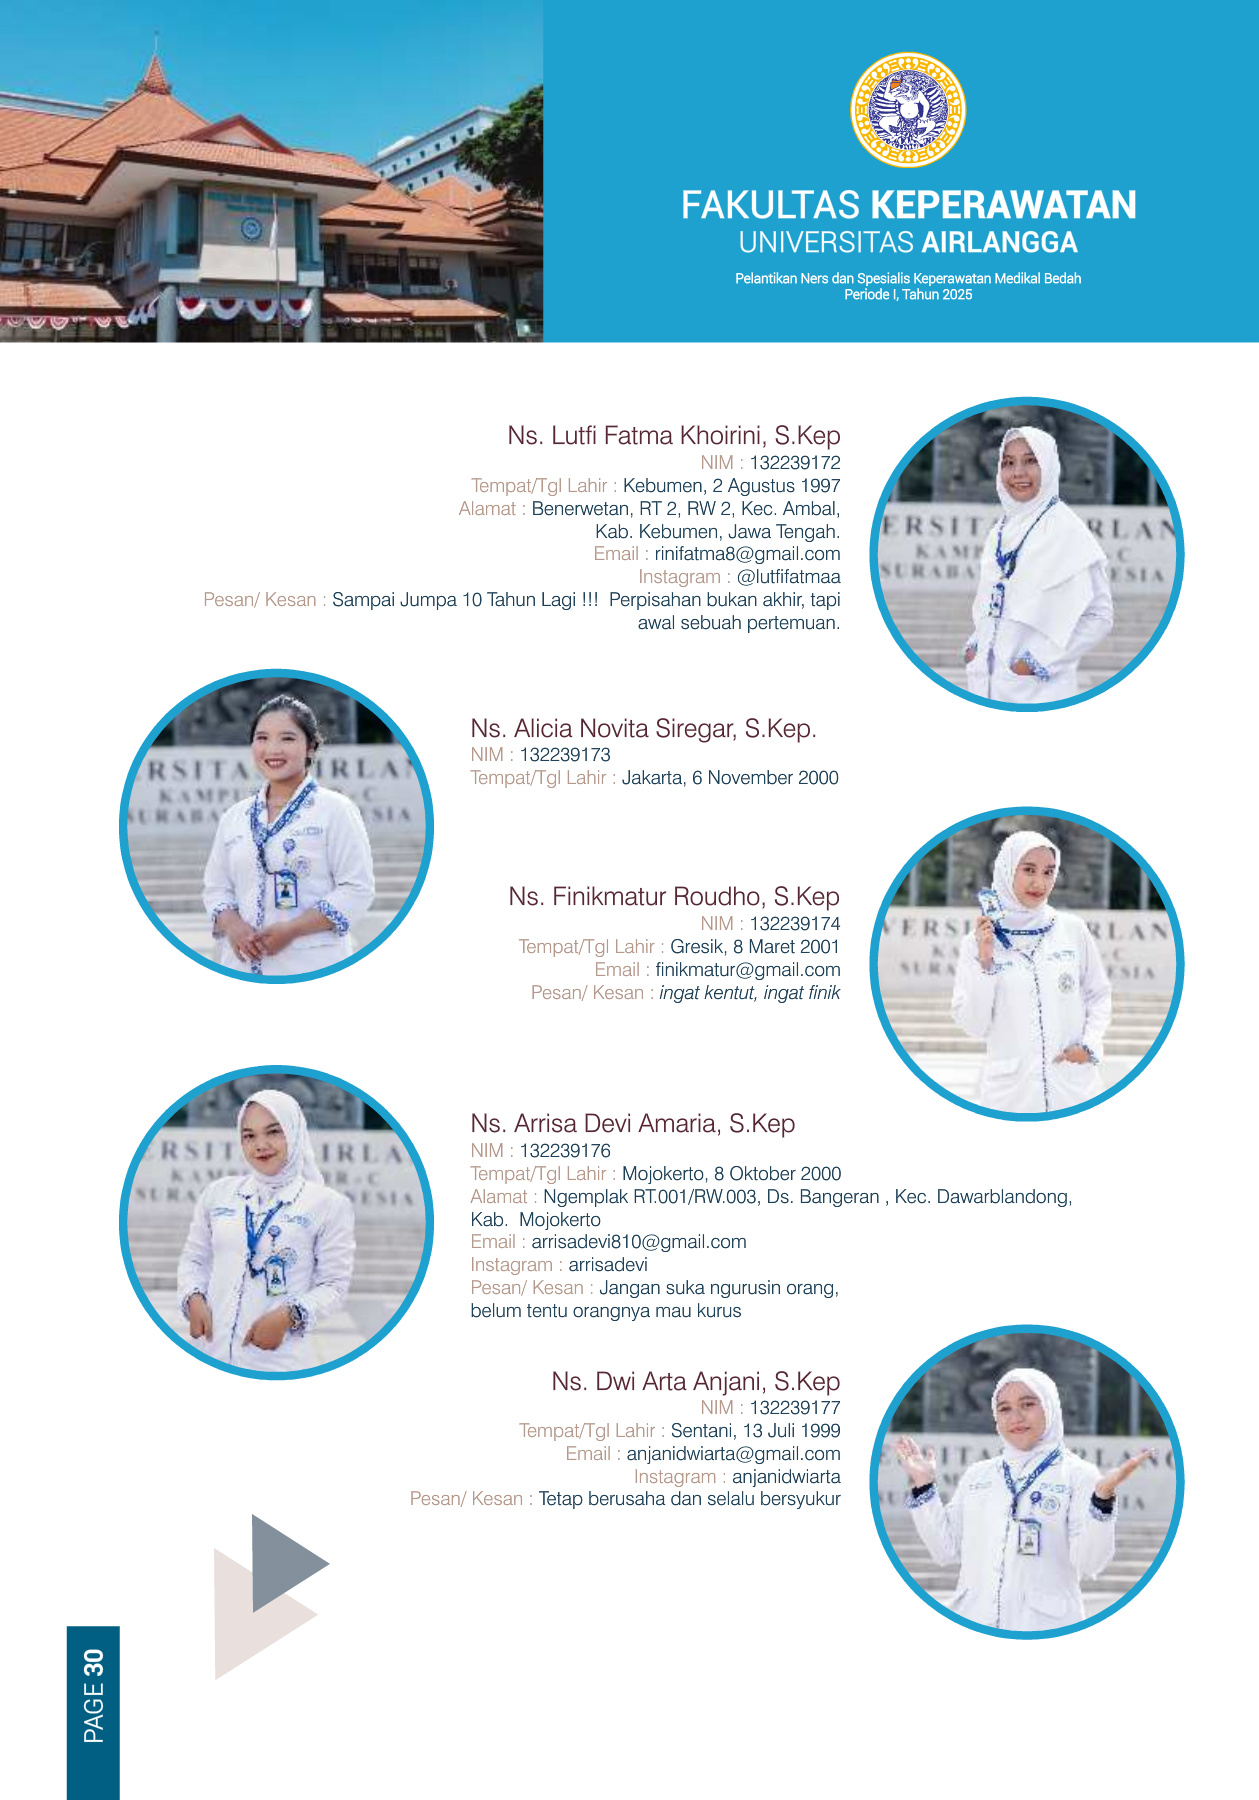 FAKULTAS KEPERAWATAN
UNIVERSITAS AIRLANGGA
Pelantikan Ners dan Spesialis Keperawatan Medikal Bedah
Periode I, Tahun 2025
Ns. Lutfi Fatma Khoirini, S.Kep
NIM : 132239172
Tempat/Tgl Lahir : Kebumen, 2 Agustus 1997
Alamat : Benerwetan, RT 2, RW 2, Kec. Ambal,
Kab. Kebumen, Jawa Tengah.
Email : rinifatma8@gmail.com
Instagram : @lutfifatmaa
Pesan/ Kesan : Sampai Jumpa 10 Tahun Lagi !!!  Perpisahan bukan akhir, tapi
awal sebuah pertemuan.
Ns. Alicia Novita Siregar, S.Kep.
NIM : 132239173
Tempat/Tgl Lahir : Jakarta, 6 November 2000
Ns. Finikmatur Roudho, S.Kep
NIM : 132239174
Tempat/Tgl Lahir : Gresik, 8 Maret 2001
Email : finikmatur@gmail.com
Pesan/ Kesan : ingat kentut, ingat finik
Ns. Arrisa Devi Amaria, S.Kep
NIM : 132239176
Tempat/Tgl Lahir : Mojokerto, 8 Oktober 2000
Alamat : Ngemplak RT.001/RW.003, Ds. Bangeran , Kec. Dawarblandong,
Kab.  Mojokerto
Email : arrisadevi810@gmail.com
Instagram : arrisadevi
Pesan/ Kesan : Jangan suka ngurusin orang,
belum tentu orangnya mau kurus
Ns. Dwi Arta Anjani, S.Kep
NIM : 132239177
Tempat/Tgl Lahir : Sentani, 13 Juli 1999
Email : anjanidwiarta@gmail.com
Instagram : anjanidwiarta
Pesan/ Kesan : Tetap berusaha dan selalu bersyukur
PAGE 30